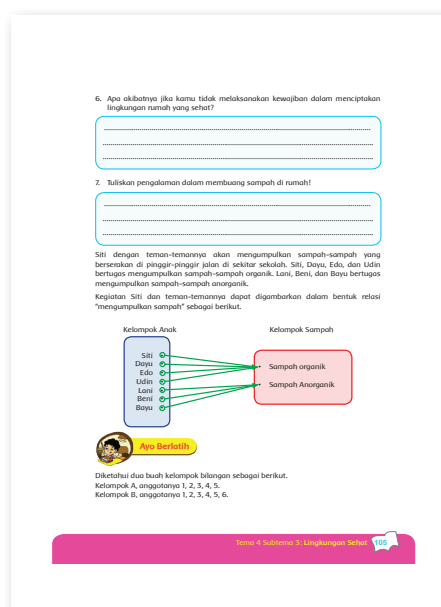 6. Apa akibatnya jika kamu tidak melaksanakan kewajiban dalam menciptakan
lingkungan rumah yang sehat?
7. Tuliskan pengalaman dalam membuang sampah di rumah!
Siti dengan teman-temannya akan mengumpulkan sampah-sampah yang
berserakan di pinggir-pinggir jalan di sekitar sekolah. Siti, Dayu, Edo, dan Udin
bertugas mengumpulkan sampah-sampah organik. Lani, Beni, dan Bayu bertugas
mengumpulkan sampah-sampah anorganik.
Kegiatan Siti dan teman-temannya dapat digambarkan dalam bentuk relasi
"mengumpulkan sampah" sebagai berikut.
Kelompok Anak
Kelompok Sampah
Siti
Dayu
Edo
Udin
Lani
Beni
Bayu
Sampah organik
Sampah Anorganik
Ayo Berlatih
Diketahui dua buah kelompok bilangan sebagai berikut.
Kelompok A, anggotanya 1, 2, 3, 4, 5.
Kelompok B, anggotanya 1, 2, 3, 4, 5, 6.
Tema 4 Subtema 3: Lingkungan Sehat 105